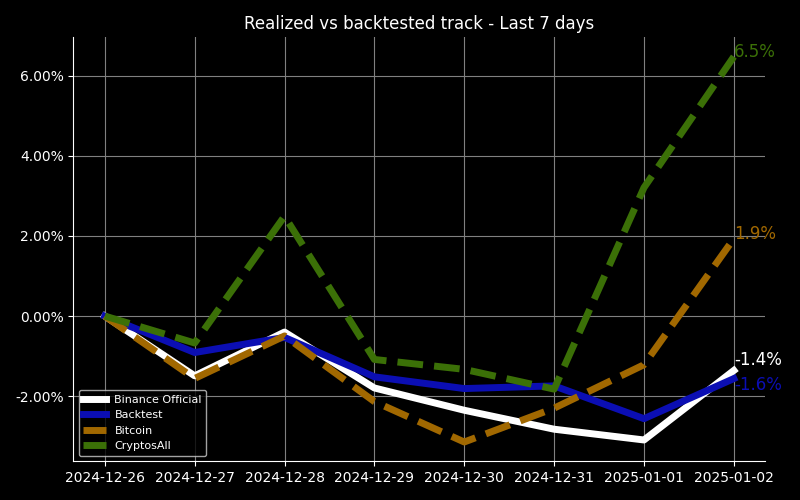 Realized vs backtested track - Last 7 days
6.5%
6.00%
4.00%
2.00%
1.9%
0.00%
-1.4%
-1.6%
-2.00%
Binance Official
Backtest
Bitcoin
CryptosAll
2024-12-26 2024-12-27 2024-12-28 2024-12-29 2024-12-30 2024-12-31 2025-01-01 2025-01-02